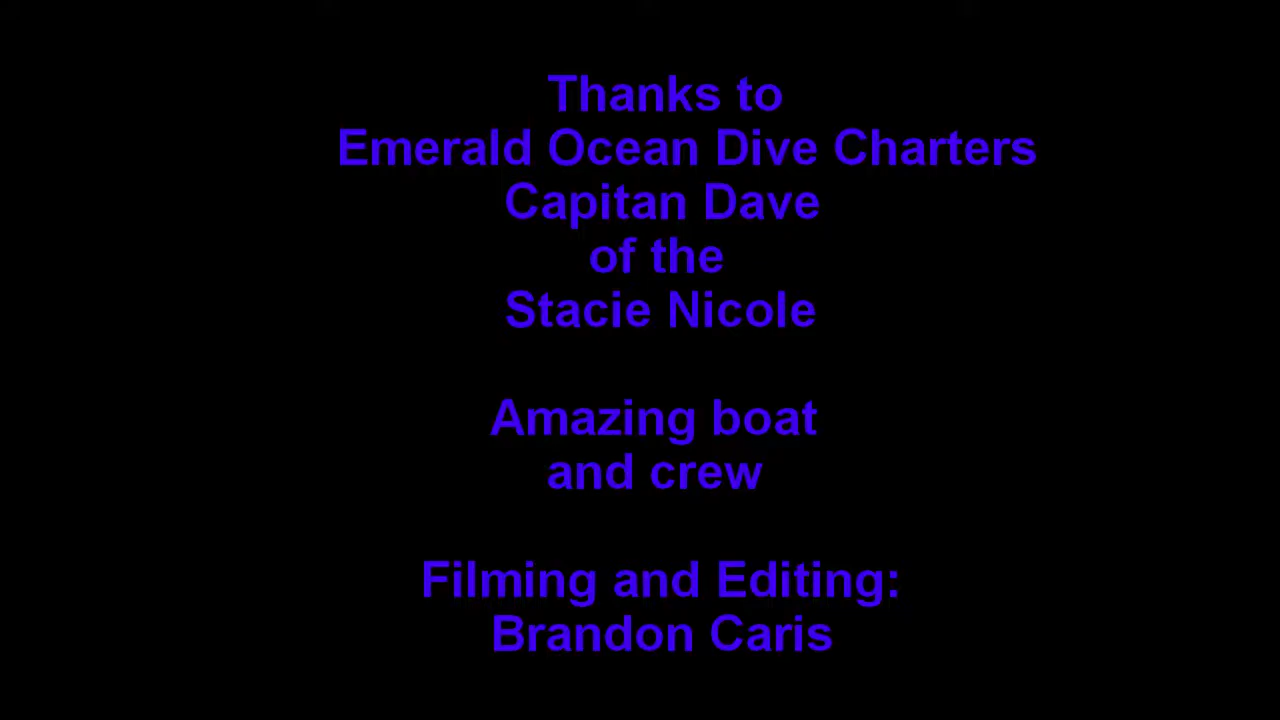 Thanks to
Emerald Ocean Dive Charters
Capitan Dave
of the
Stacie Nicole
Amazing boat
and crew
Filming and Editing:
Brandon Caris